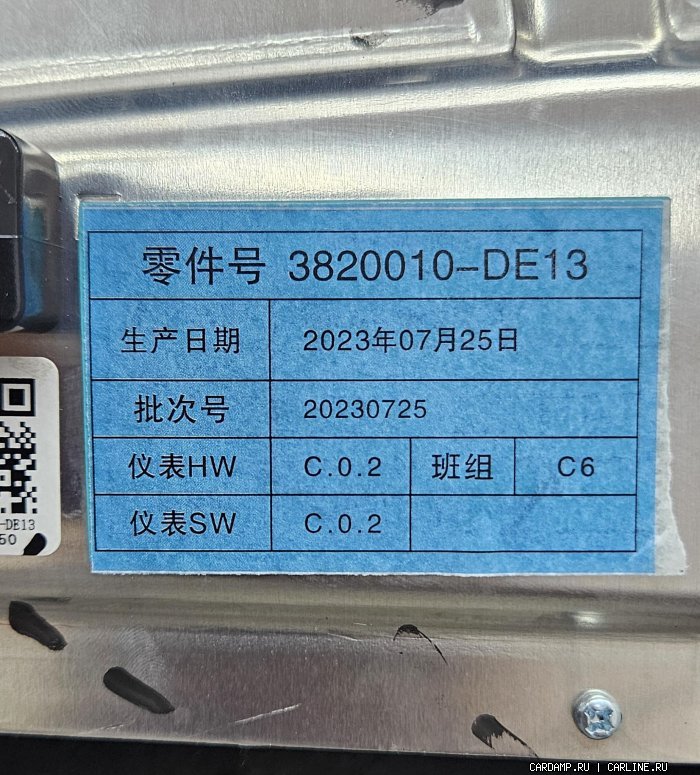 零件号 3820010-DE13
生产日期 2023年07月25日
批次号 20230725
仪表HW C.0.2 班组 C6
仪表SW C.0.2
-DE13
50
CARDAMP.RU | CARLINE.RU